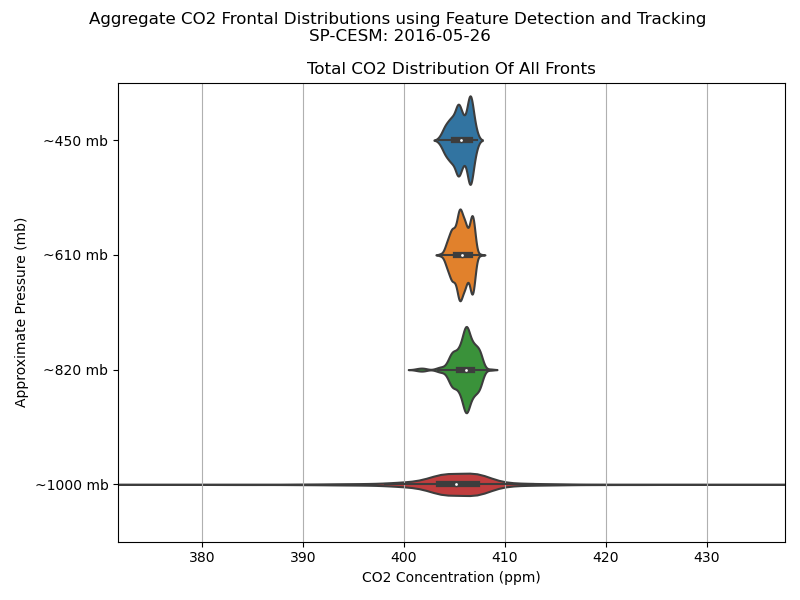 Aggregate CO2 Frontal Distributions using Feature Detection and Tracking
SP-CESM: 2016-05-26
Total CO2 Distribution Of All Fronts
Approximate Pressure (mb)
~450 mb
~610 mb
~820 mb
~1000 mb
380 390 400 410 420 430
CO2 Concentration (ppm)